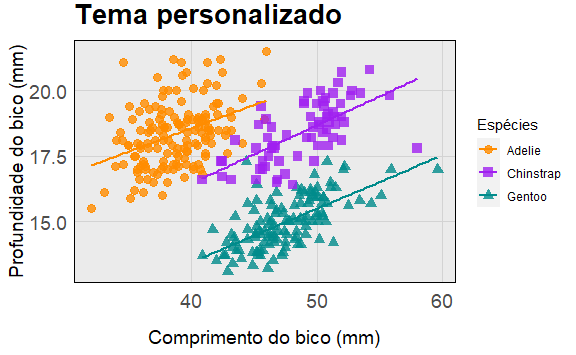 Tema personalizado
Profundidade do bico (mm)
20.0
17.5
15.0
40
50
60
Comprimento do bico (mm)
Espécies
Adelie
Chinstrap
Gentoo